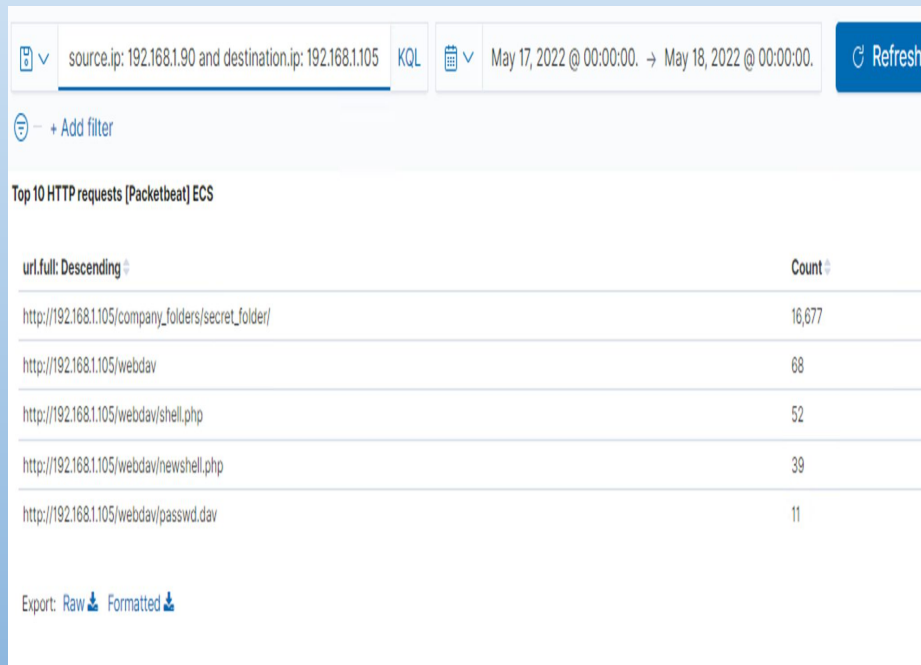 source.ip: 192.168.1.90 and destination.ip: 192.168.1.105 KQL May 17, 2022 @ 00:00:00. → May 18, 2022 @ 00:00:00. Refresh
+ Add filter
Top 10 HTTP requests [Packetbeat] ECS
url.full: Descending Count
http://192.168.1.105/company_folders/secret_folder/ 16,677
http://192.168.1.105/webdav 68
http://192.168.1.105/webdav/shell.php 52
http://192.168.1.105/webdav/newshell.php 39
http://192.168.1.105/webdav/passwd.dav 11
Export: Raw Formatted